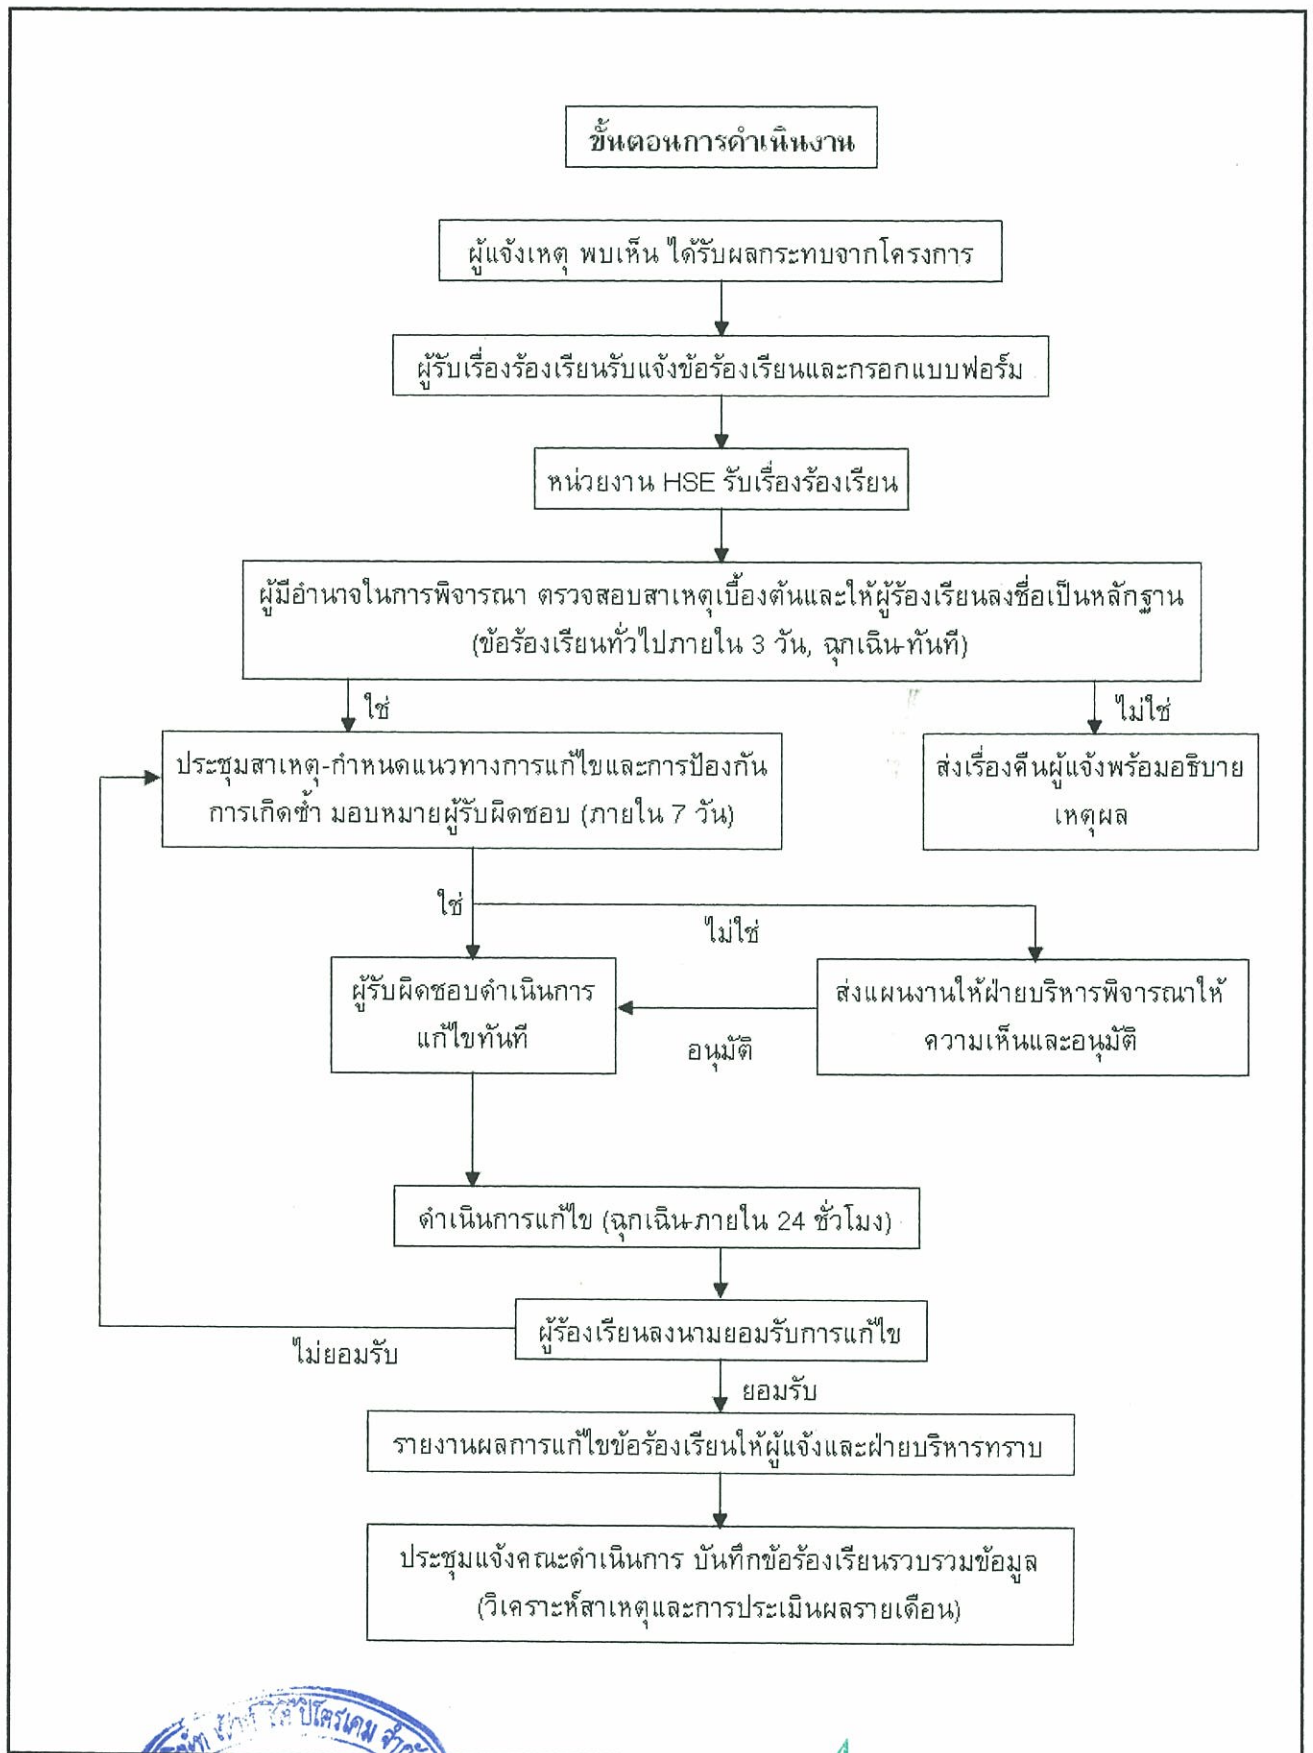 ขั้นตอนการดำเนินงาน
ผู้แจ้งเหตุ พบเห็น ได้รับผลกระทบจากโครงการ
ผู้รับเรื่องร้องเรียนรับแจ้งข้อร้องเรียนและกรอกแบบฟอร์ม
หน่วยงาน HSE รับเรื่องร้องเรียน
ผู้มีอำนาจในการพิจารณา ตรวจสอบสาเหตุเบื้องต้นและให้ผู้ร้องเรียนลงชื่อเป็นหลักฐาน
(ข้อร้องเรียนทั่วไปภายใน 3 วัน, ฉุกเฉิน-ทันที)
ใช่
ไม่ใช่
ประชุมสาเหตุ-กำหนดแนวทางการแก้ไขและการป้องกัน
การเกิดซ้ำ มอบหมายผู้รับผิดชอบ (ภายใน 7 วัน)
ส่งเรื่องคืนผู้แจ้งพร้อมอธิบาย
เหตุผล
ใช่
ไม่ใช่
ผู้รับผิดชอบดำเนินการ
แก้ไขทันที
อนุมัติ
ส่งแผนงานให้ฝ่ายบริหารพิจารณาให้
ความเห็นและอนุมัติ
ดำเนินการแก้ไข (ฉุกเฉิน-ภายใน 24 ชั่วโมง)
ผู้ร้องเรียนลงนามยอมรับการแก้ไข
ไม่ยอมรับ
ยอมรับ
รายงานผลการแก้ไขข้อร้องเรียนให้ผู้แจ้งและฝ่ายบริหารทราบ
ประชุมแจ้งคณะดำเนินการ บันทึกข้อร้องเรียนรวบรวมข้อมูล
(วิเคราะห์สาเหตุและการประเมินผลรายเดือน)
ปิโตรเคม